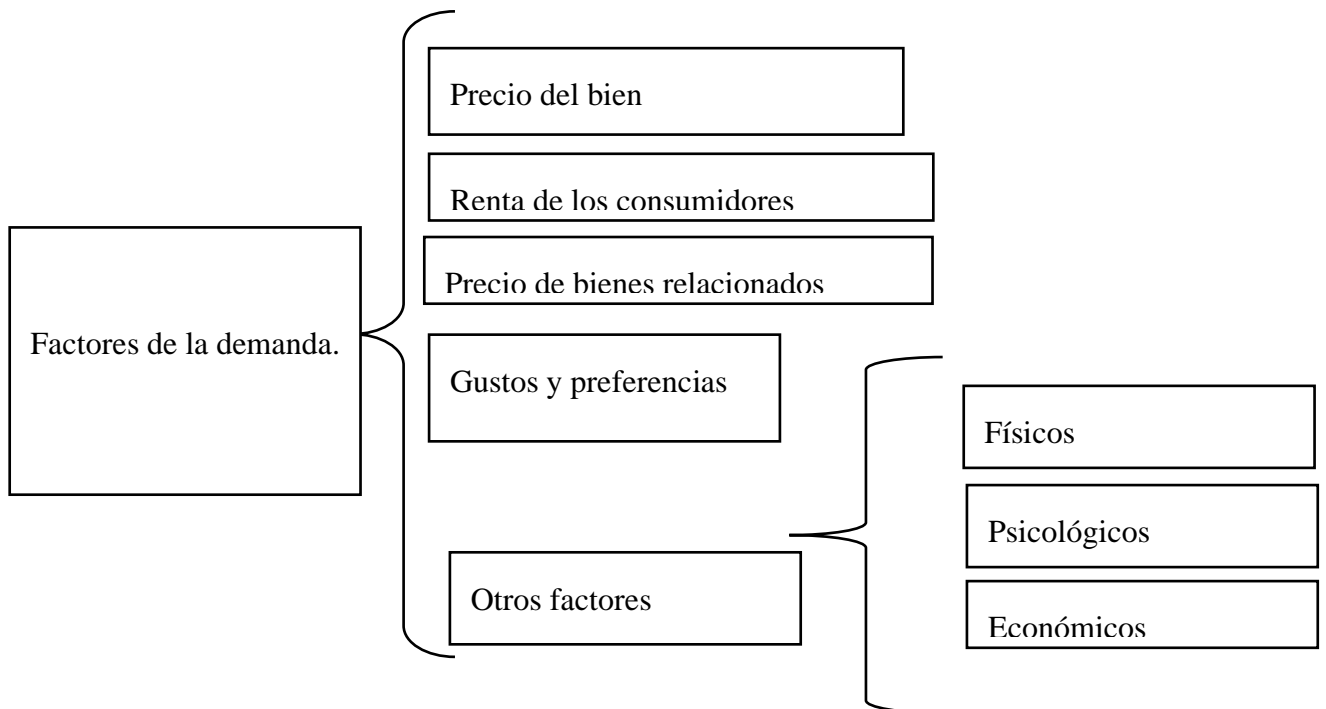 Precio del bien
Renta de los consumidores
Precio de bienes relacionados
Factores de la demanda.
Gustos y preferencias
Físicos
Psicológicos
Otros factores
Económicos